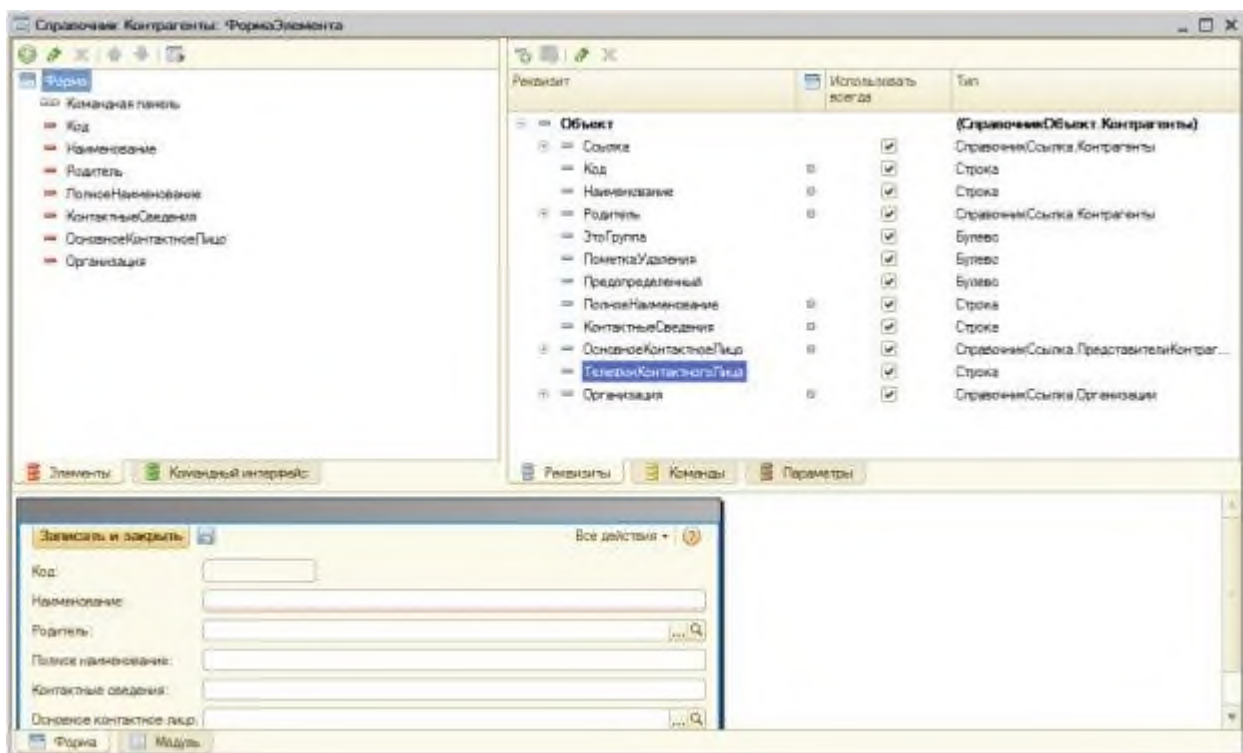 Справочник Контрагенты: ФормаЭлемента
Форма
Командная панель
Код
Наименование
Родитель
ПолноеНаименование
КонтактныеСведения
ОсновноеКонтактноеЛицо
Организация
Элементы
Командный интерфейс
Реквизит
Использовать
всегда
Тип
Объект
(СправочникОбъект.Контрагенты)
Ссылка
СправочникСсылка.Контрагенты
Код
Строка
Наименование
Строка
Родитель
СправочникСсылка.Контрагенты
ЭтоГруппа
Булево
ПометкаУдаления
Булево
Предопределенный
Булево
ПолноеНаименование
Строка
КонтактныеСведения
Строка
ОсновноеКонтактноеЛицо
СправочникСсылка.ПредставителиКонтраг...
ТелефонКонтактногоЛица
Строка
Организация
СправочникСсылка.Организации
Реквизиты
Команды
Параметры
Записать и закрыть
Все действия
Код:
Наименование:
Родитель:
Полное наименование:
Контактные сведения:
Основное контактное лицо:
Форма
Модуль